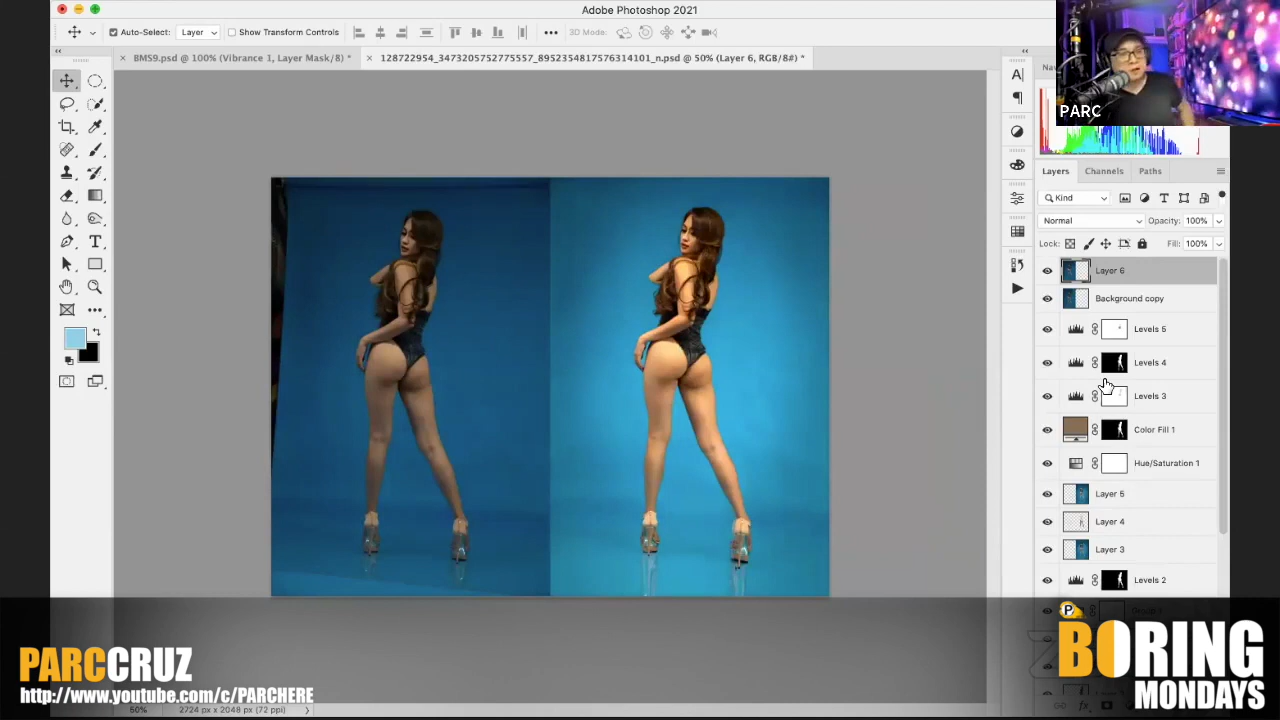 Adobe Photoshop 2021
Auto-Select: Layer Show Transform Controls
3D Mode:
× BMS9.psd @ 100% (Vibrance 1, Layer Mask/8) *
128722954_3473205752775557_8952354817576314101_n.psd @ 50% (Layer 6, RGB/8#) *
PARC
Layers Channels Paths
Kind
Normal Opacity: 100%
Lock: Fill: 100%
Layer 6
Background copy
Levels 5
Levels 4
Levels 3
Color Fill 1
Hue/Saturation 1
Layer 5
Layer 4
Layer 3
Levels 2
PARCCRUZ
http://www.youtube.com/c/PARCHERE
BORING
MONDAYS
50% 2724 px x 2048 px (72 ppi)